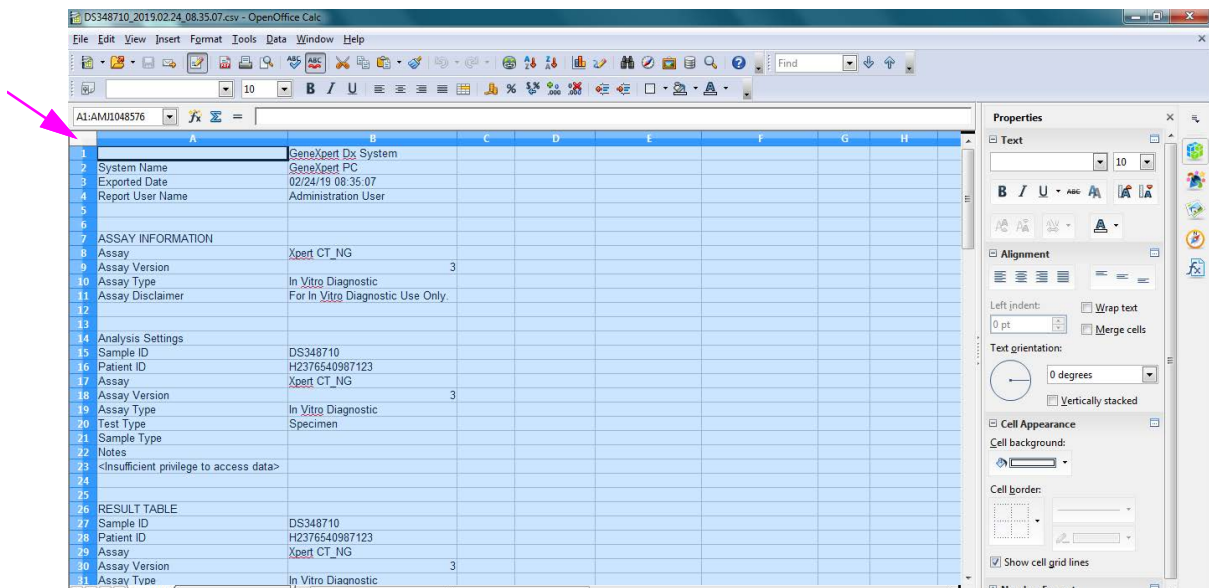 DS348710_2019.02.24_08.35.07.csv - OpenOffice Calc
File Edit View Insert Format Tools Data Window Help
Find
10 B I U
A1:AMJ1048576 fx Σ =
A B C D E F G H
1 GeneXpert Dx System
2 System Name GeneXpert PC
3 Exported Date 02/24/19 08:35:07
4 Report User Name Administration User
5
6
7 ASSAY INFORMATION
8 Assay Xpert CT_NG
9 Assay Version 3
10 Assay Type In Vitro Diagnostic
11 Assay Disclaimer For In Vitro Diagnostic Use Only.
12
13
14 Analysis Settings
15 Sample ID DS348710
16 Patient ID H2376540987123
17 Assay Xpert CT_NG
18 Assay Version 3
19 Assay Type In Vitro Diagnostic
20 Test Type Specimen
21 Sample Type
22 Notes
23 <Insufficient privilege to access data>
24
25
26 RESULT TABLE
27 Sample ID DS348710
28 Patient ID H2376540987123
29 Assay Xpert CT_NG
30 Assay Version 3
31 Assay Type In Vitro Diagnostic
Properties
Text
10
B I U ABC
Alignment
Left indent:
Wrap text
0 pt
Merge cells
Text orientation:
0 degrees
Vertically stacked
Cell Appearance
Cell background:
Cell border:
Show cell grid lines